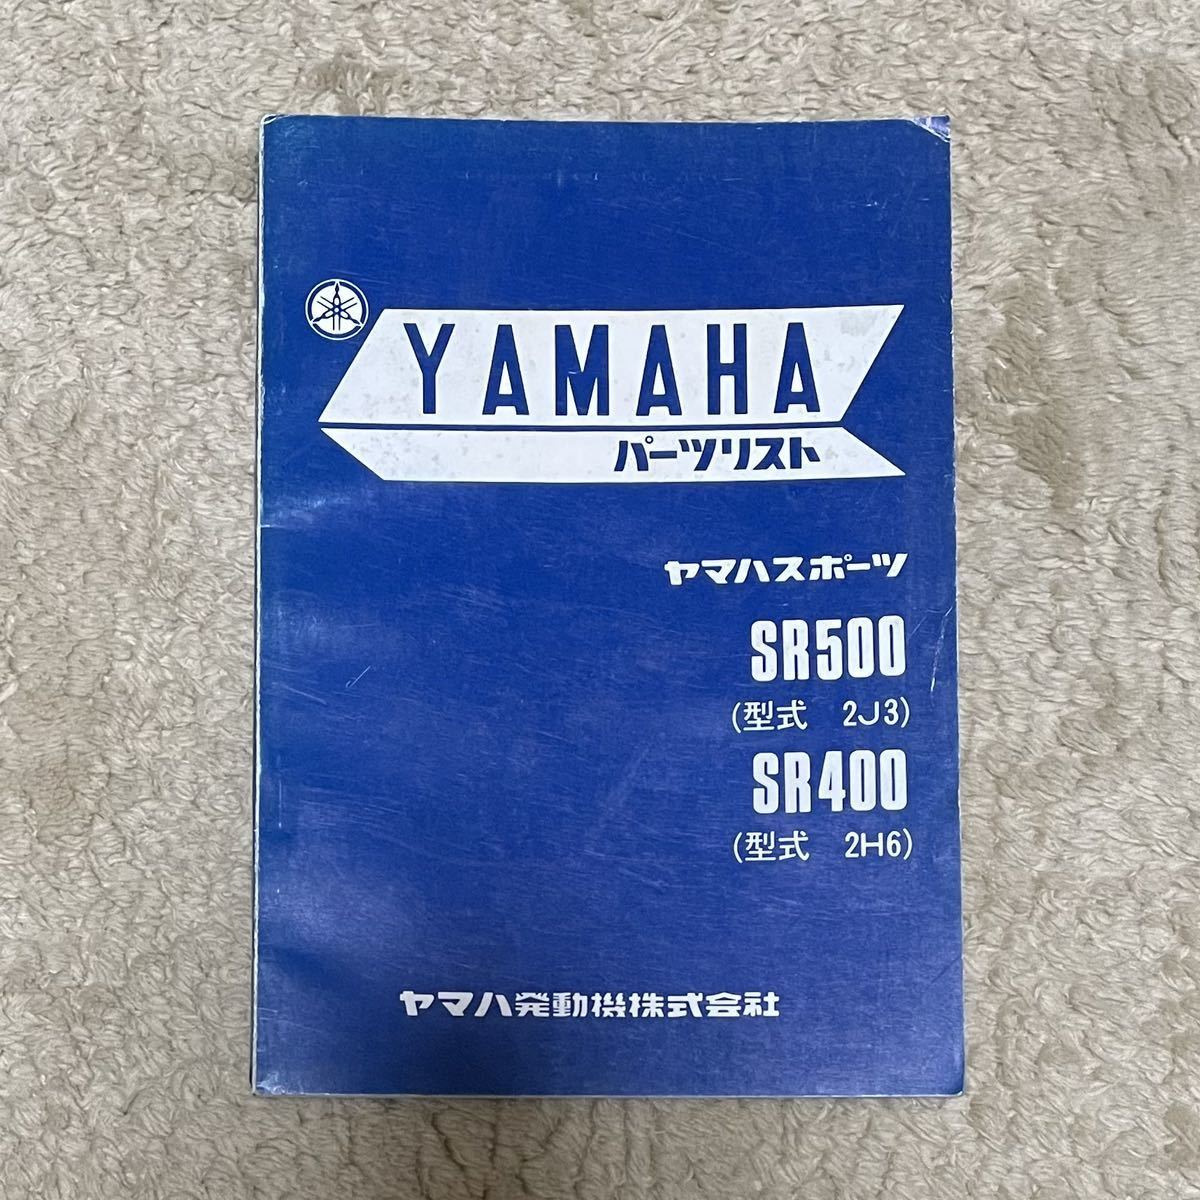 YAMAHA
パーツリスト
ヤマハスポーツ
SR500
(型式 2J3)
SR400
(型式 2H6)
ヤマハ発動機株式会社